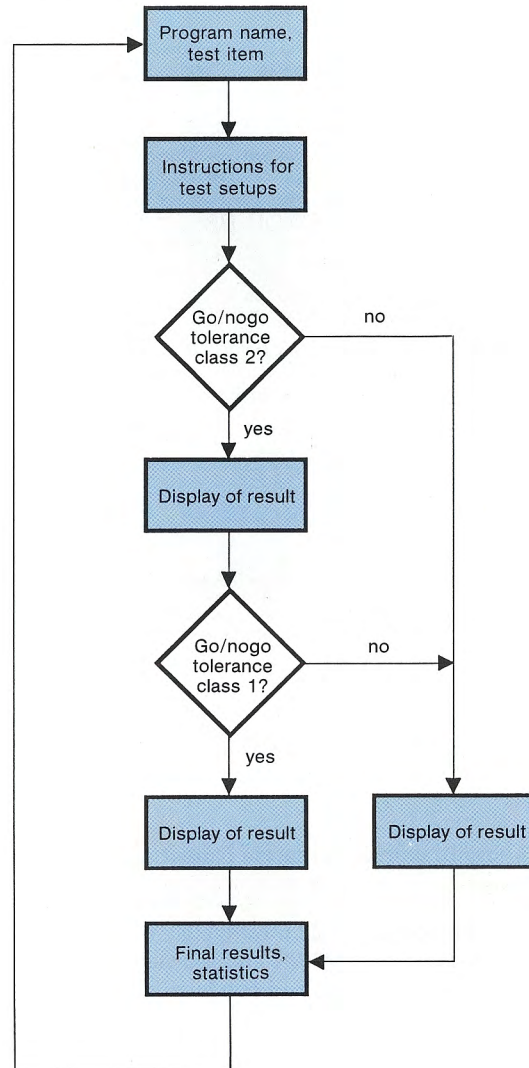 Program name,
test item
Instructions for
test setups
Go/nogo
tolerance
class 2?
no
yes
Display of result
Go/nogo
tolerance
class 1?
no
yes
Display of result
Display of result
Final results,
statistics